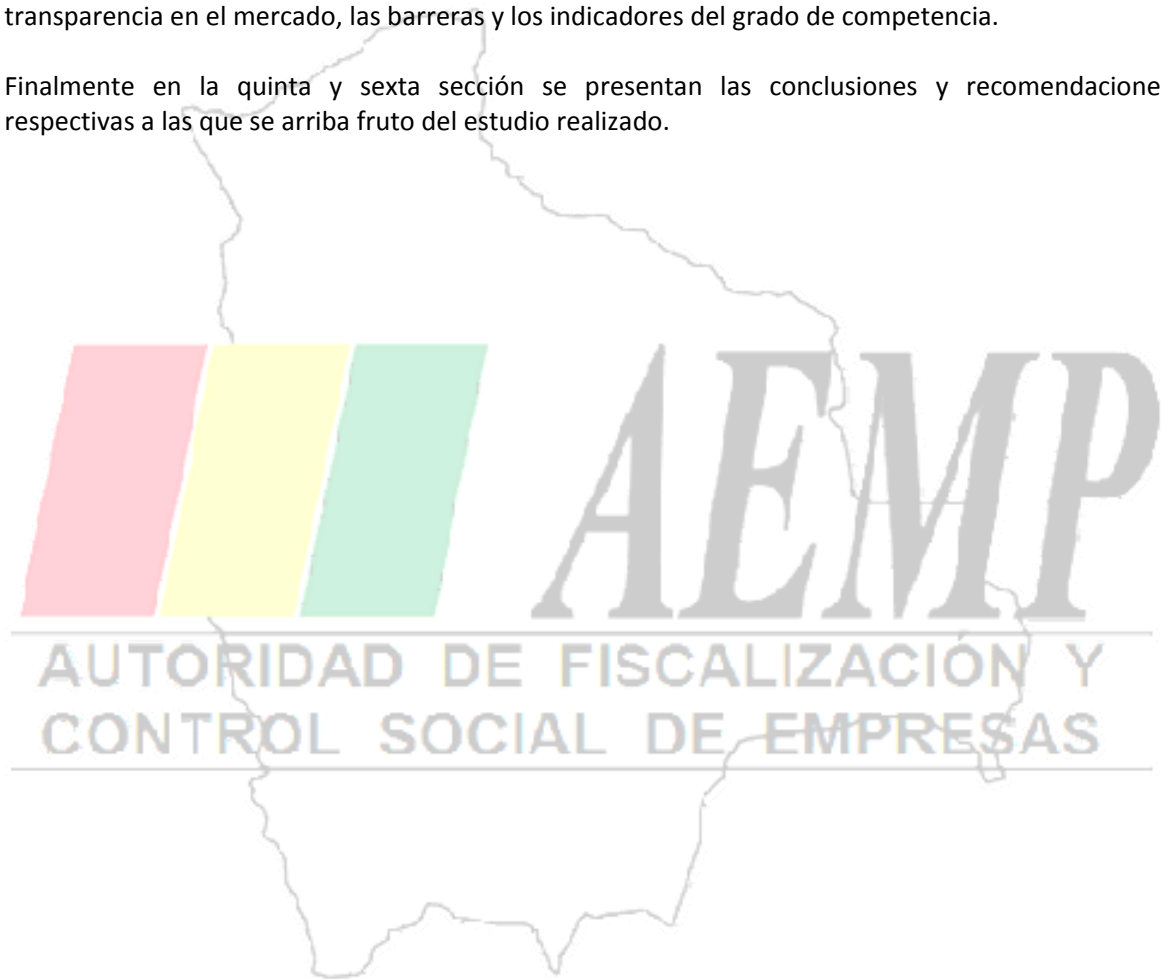 transparencia en el mercado, las barreras y los indicadores del grado de competencia.
Finalmente en la quinta y sexta sección se presentan las conclusiones y recomendacione
respectivas a las que se arriba fruto del estudio realizado.
AEMP
AUTORIDAD DE FISCALIZACIÓN Y
CONTROL SOCIAL DE EMPRESAS